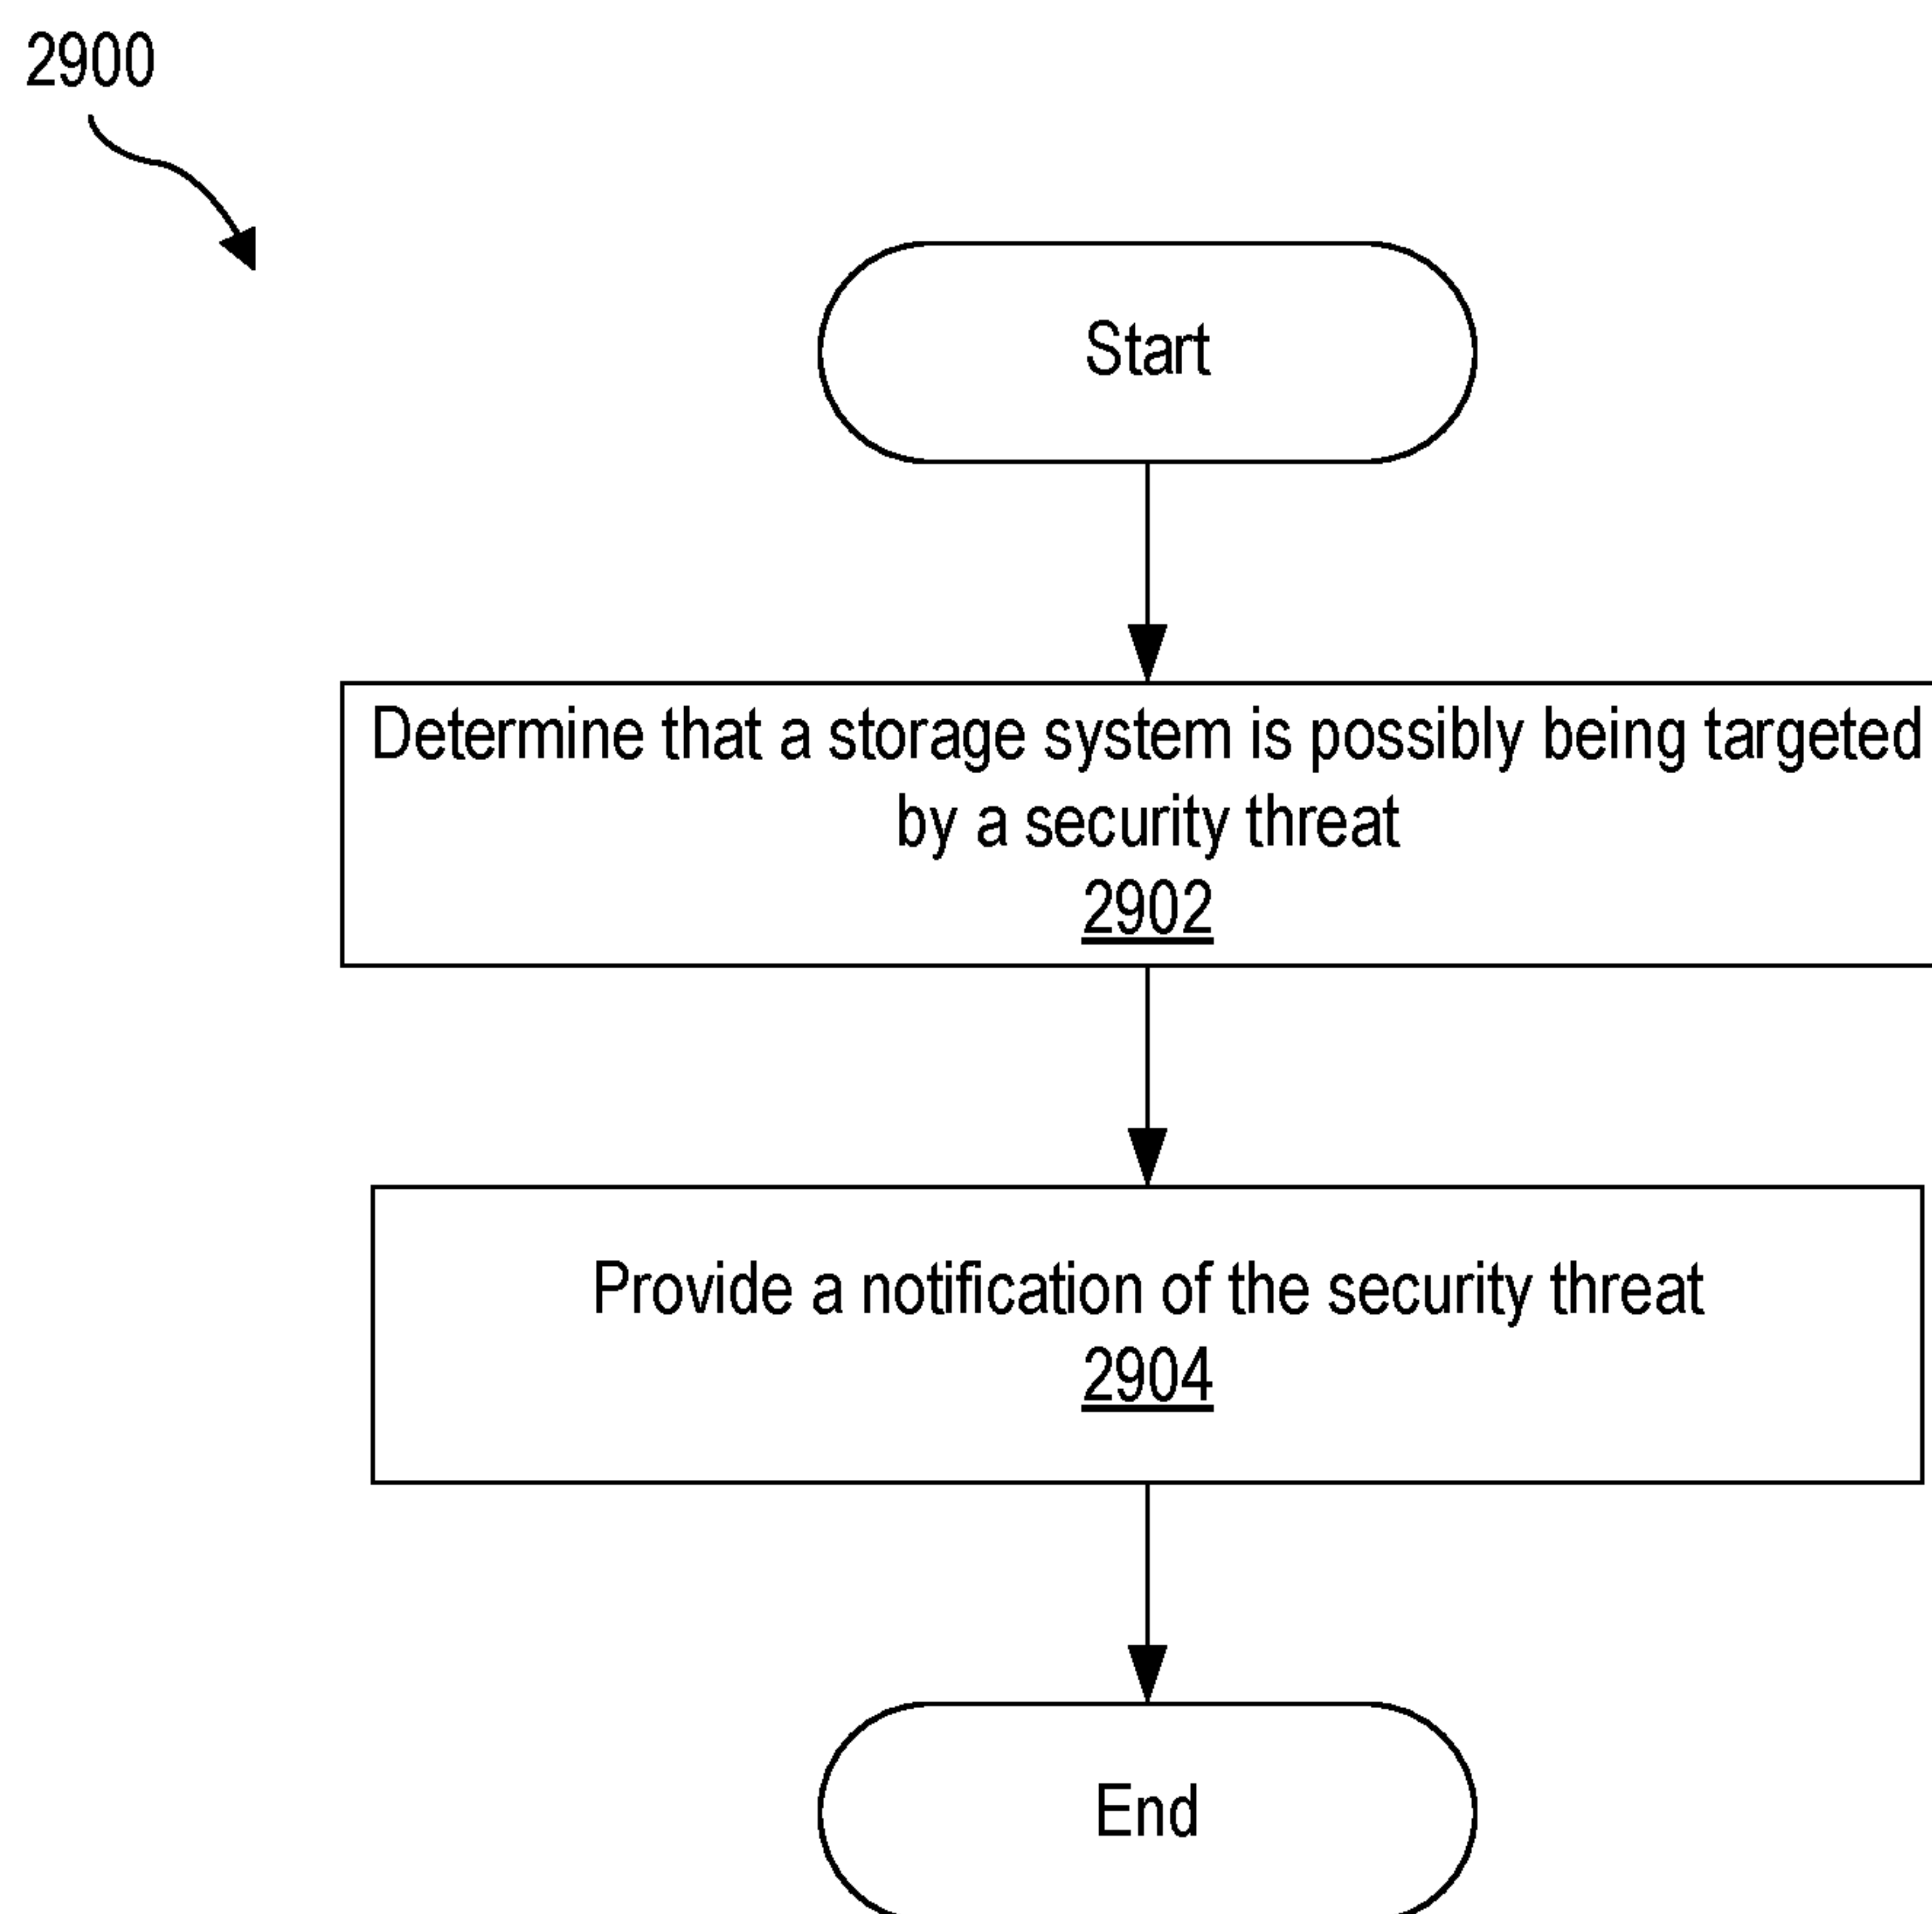 2900
Start
Determine that a storage system is possibly being targeted
by a security threat
2902
Provide a notification of the security threat
2904
End